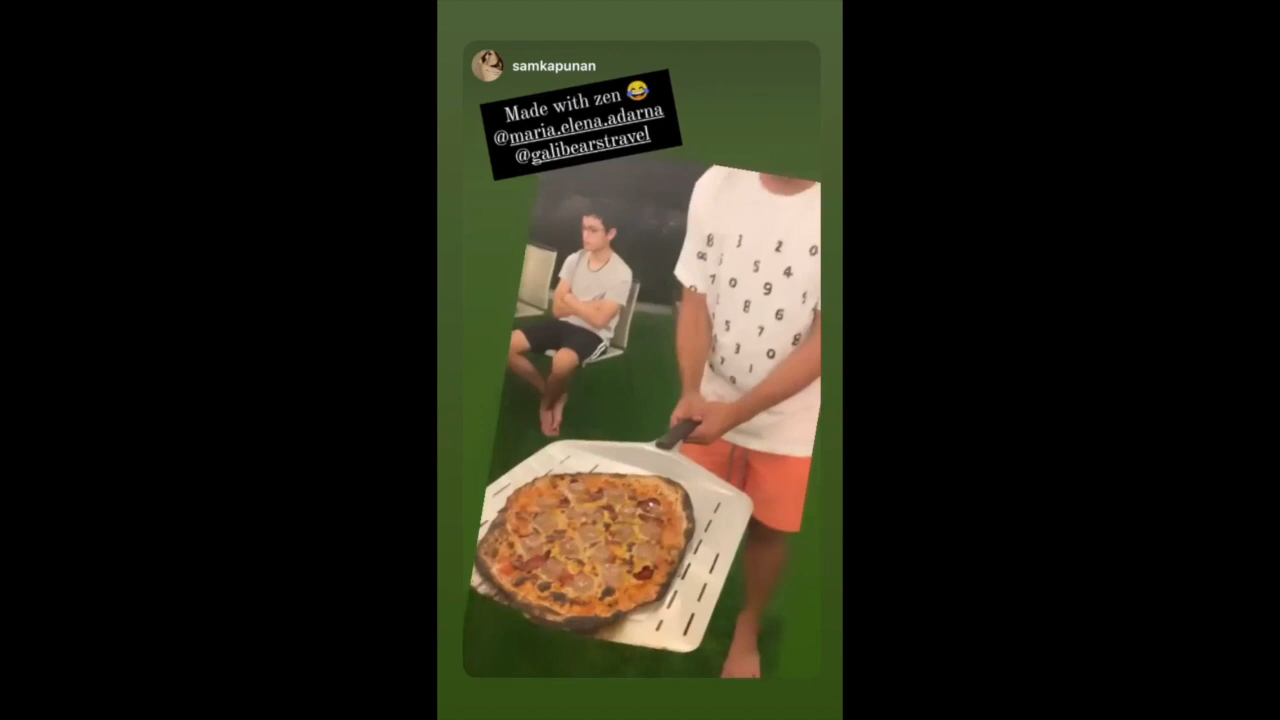 samkapunan
Made with zen 😂
@maria.elena.adarna
@galibearstravel